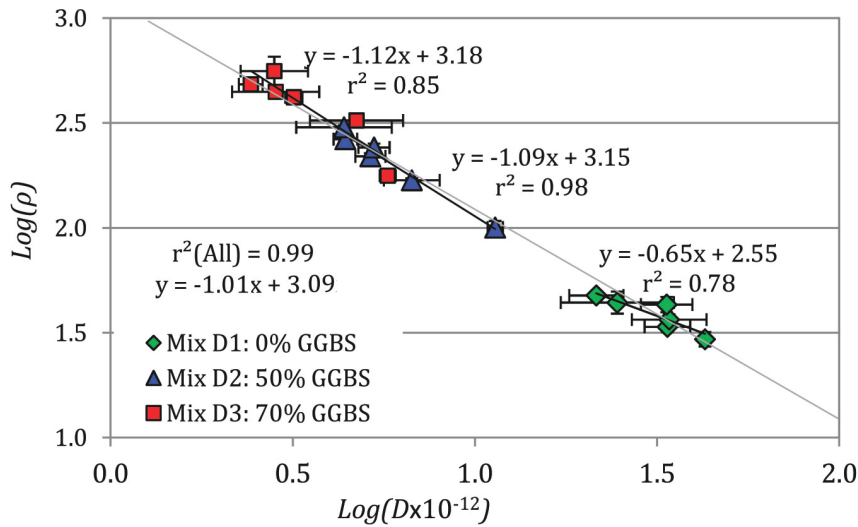 3.0
y = -1.12x + 3.18
r² = 0.85
2.5
y = -1.09x + 3.15
r² = 0.98
Log(ρ)
2.0
r²(All) = 0.99
y = -1.01x + 3.09
y = -0.65x + 2.55
r² = 0.78
1.5
Mix D1: 0% GGBS
Mix D2: 50% GGBS
Mix D3: 70% GGBS
1.0
0.0 0.5 1.0 1.5 2.0
Log(Dx10⁻¹²)